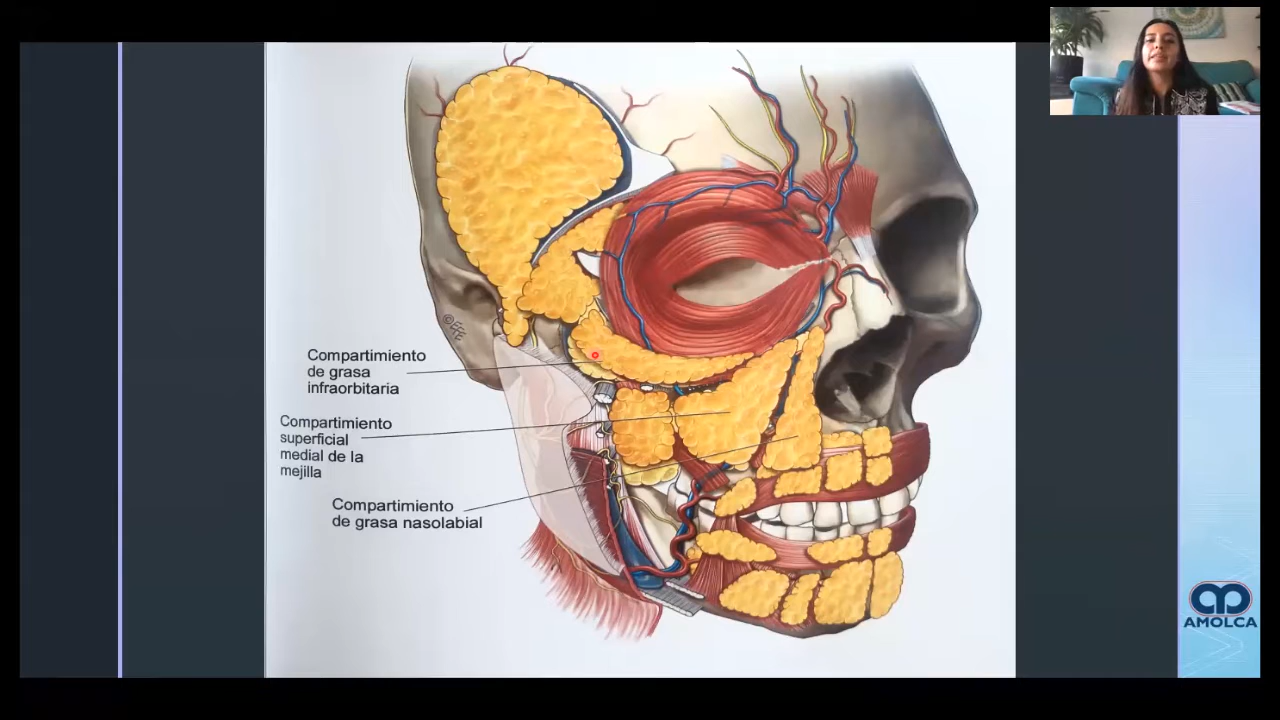 Compartimiento
de grasa
infraorbitaria
Compartimiento
superficial
medial de la
mejilla
Compartimiento
de grasa nasolabial
AMOLCA